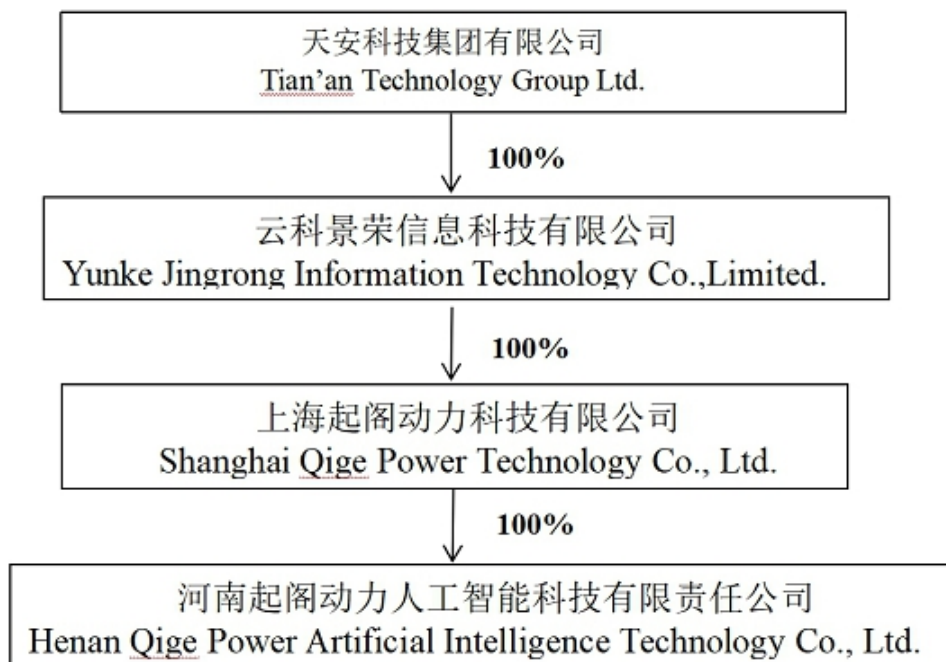 天安科技集团有限公司
Tian’an Technology Group Ltd.
100%
云科景荣信息科技有限公司
Yunke Jingrong Information Technology Co.,Limited.
100%
上海起阁动力科技有限公司
Shanghai Qige Power Technology Co., Ltd.
100%
河南起阁动力人工智能科技有限责任公司
Henan Qige Power Artificial Intelligence Technology Co., Ltd.